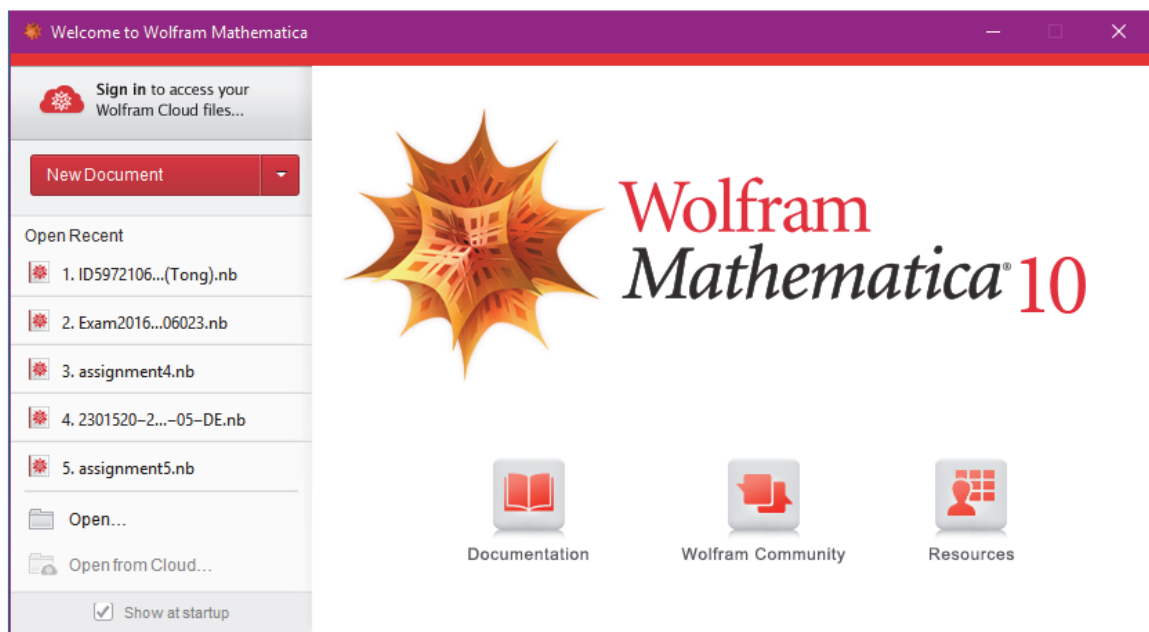 Welcome to Wolfram Mathematica
Sign in to access your
Wolfram Cloud files...
New Document
Open Recent
1. ID5972106...(Tong).nb
2. Exam2016...06023.nb
3. assignment4.nb
4. 2301520–2...–05–DE.nb
5. assignment5.nb
Open...
Open from Cloud...
Show at startup
Wolfram
Mathematica® 10
Documentation
Wolfram Community
Resources